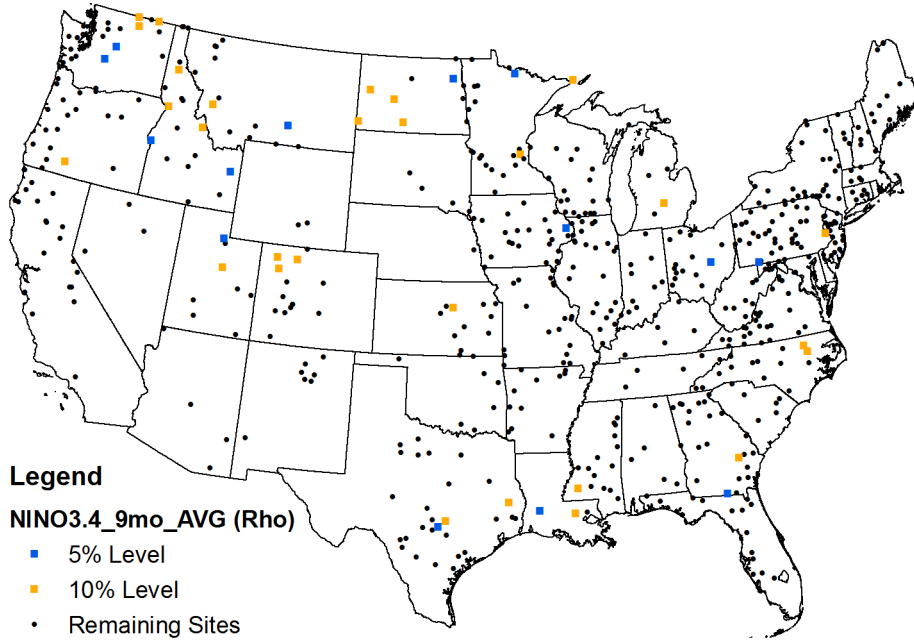 Legend
NINO3.4_9mo_AVG (Rho)
5% Level
10% Level
Remaining Sites